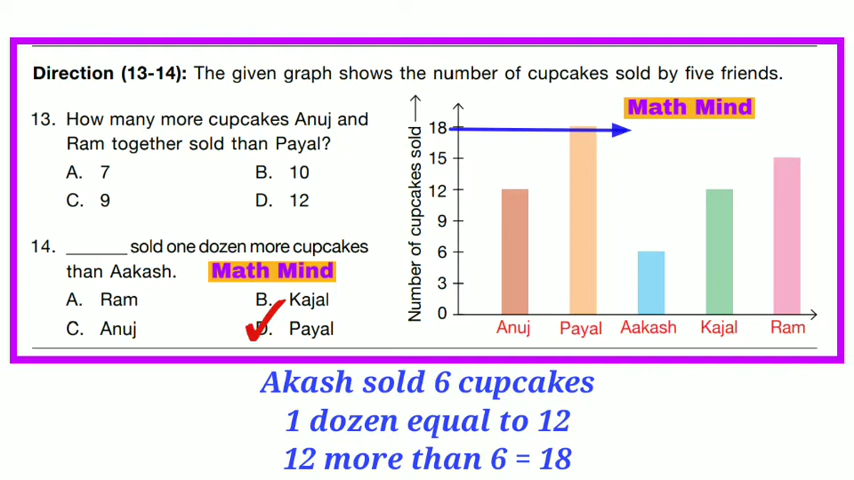 Direction (13-14): The given graph shows the number of cupcakes sold by five friends.
13. How many more cupcakes Anuj and
Ram together sold than Payal?
A. 7 B. 10
C. 9 D. 12
14. ______ sold one dozen more cupcakes
than Aakash. Math Mind
A. Ram B. Kajal
C. Anuj D. Payal
Math Mind
Number of cupcakes sold
18
15
12
9
6
3
0
Anuj Payal Aakash Kajal Ram
Akash sold 6 cupcakes
1 dozen equal to 12
12 more than 6 = 18